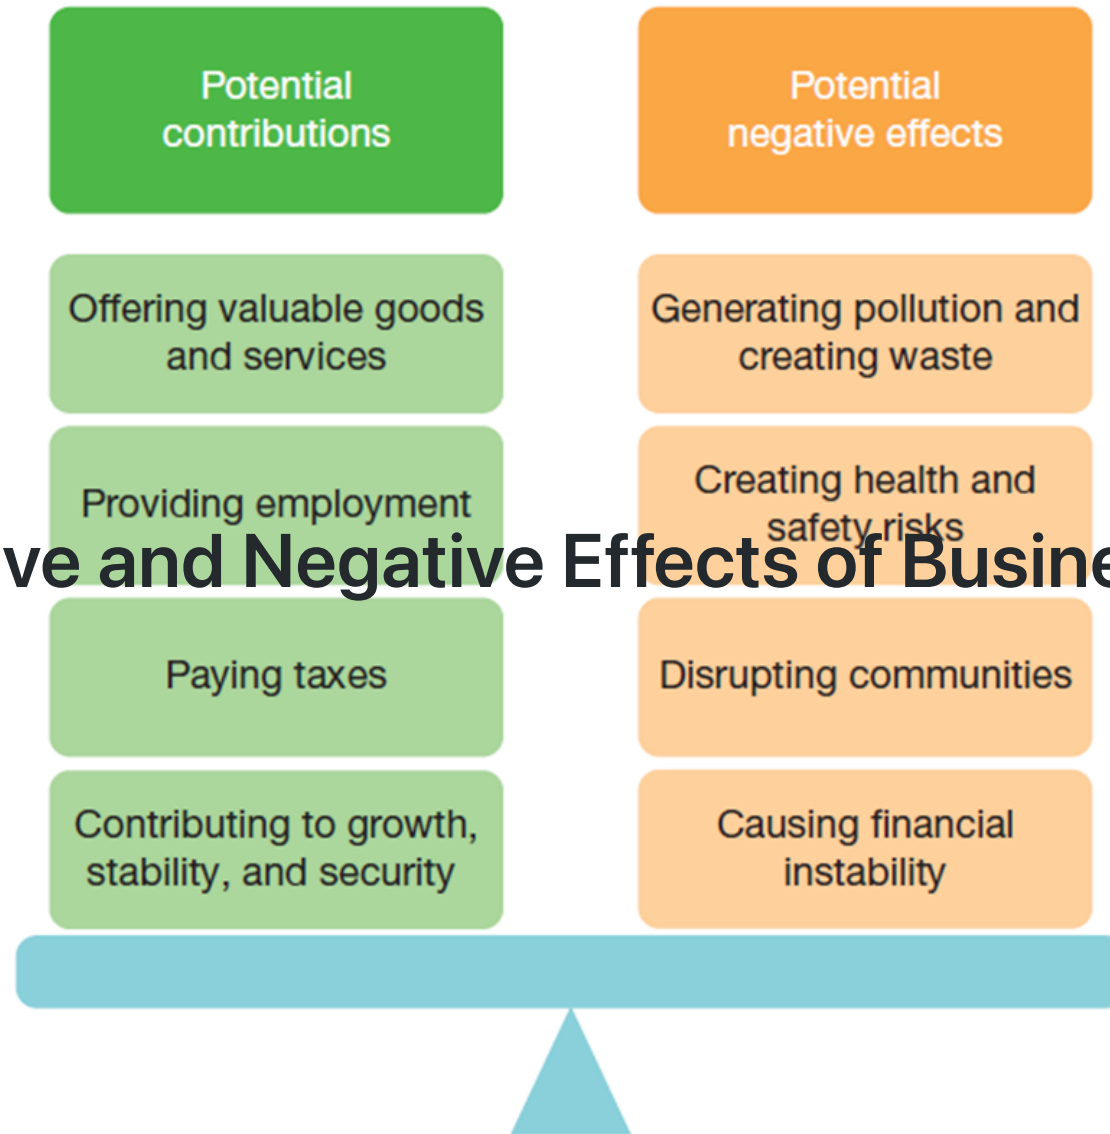 Potential
contributions
Offering valuable goods
and services
Providing employment
Paying taxes
Contributing to growth,
stability, and security
Potential
negative effects
Generating pollution and
creating waste
Creating health and
safety risks
Disrupting communities
Causing financial
instability
and Negative Effects of